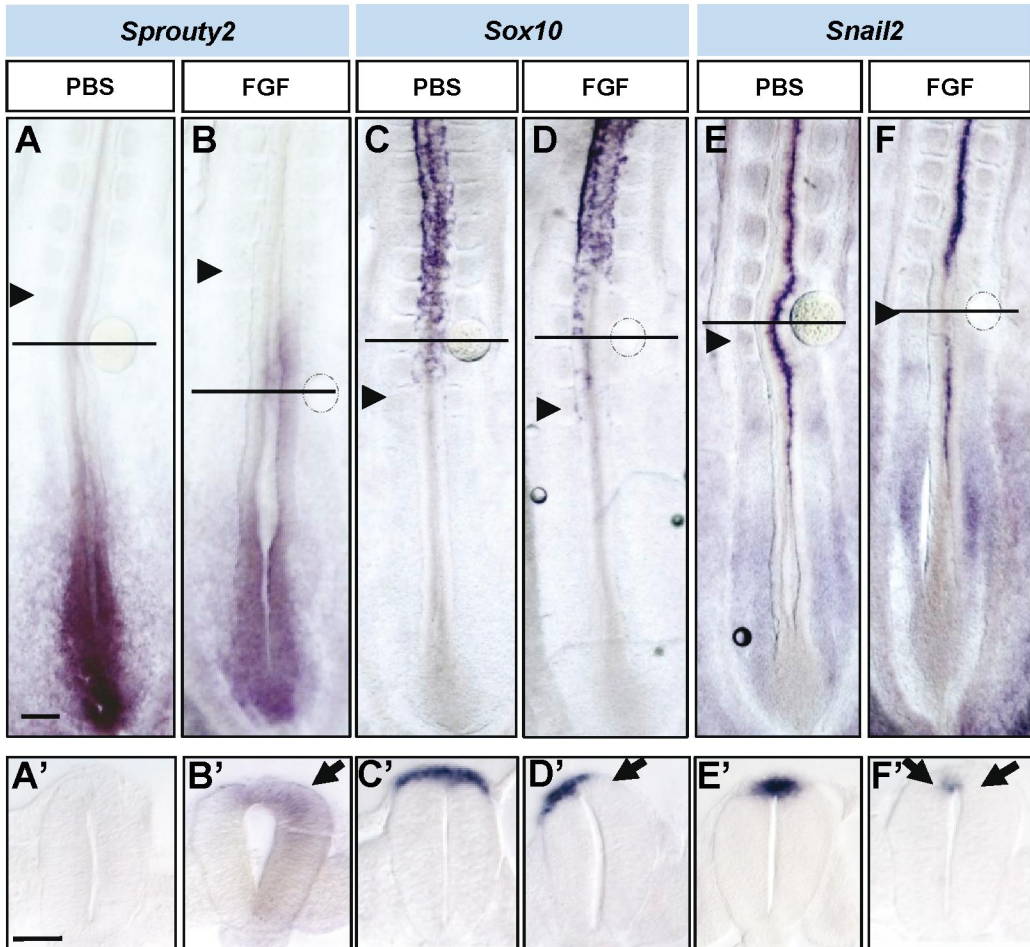 Sprouty2 Sox10 Snail2
PBS FGF PBS FGF PBS FGF
A B C D E F
A’ B’ C’ D’ E’ F’